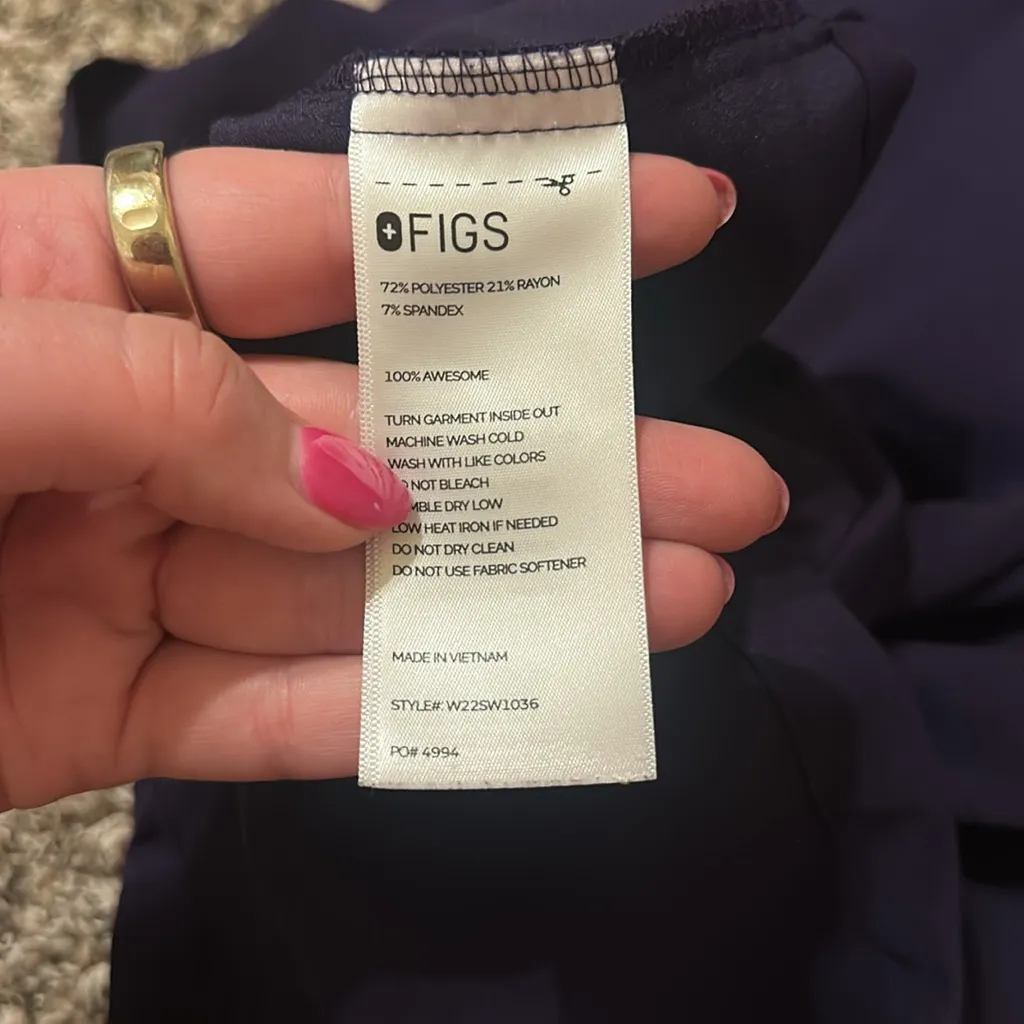 FIGS
72% POLYESTER 21% RAYON
7% SPANDEX
100% AWESOME
TURN GARMENT INSIDE OUT
MACHINE WASH COLD
WASH WITH LIKE COLORS
DO NOT BLEACH
MBLE DRY LOW
LOW HEAT IRON IF NEEDED
DO NOT DRY CLEAN
DO NOT USE FABRIC SOFTENER
MADE IN VIETNAM
STYLE#: W22SW1036
PO# 4994